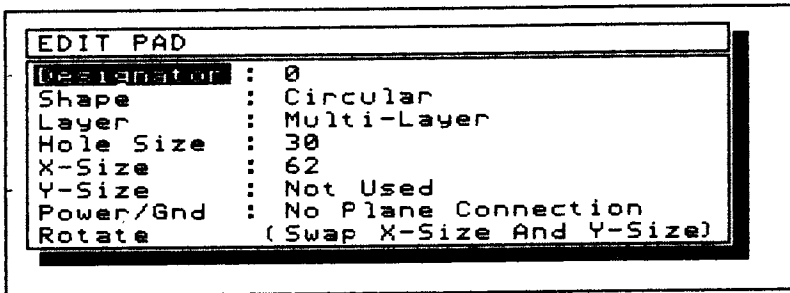 EDIT PAD
Designator : 0
Shape : Circular
Layer : Multi-Layer
Hole Size : 30
X-Size : 62
Y-Size : Not Used
Power/Gnd : No Plane Connection
Rotate (Swap X-Size And Y-Size)